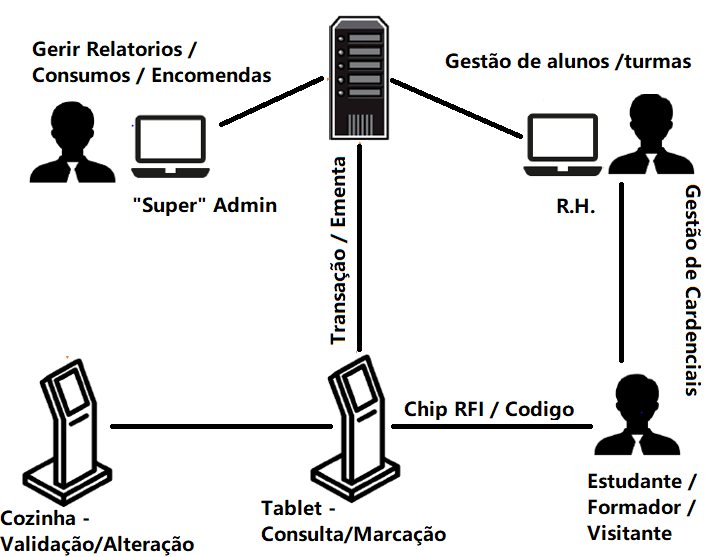 Gerir Relatorios /
Consumos / Encomendas
Gestão de alunos /turmas
"Super" Admin
R.H.
Transação / Ementa
Gestão de Cardenciais
Chip RFI / Codigo
Cozinha -
Validação/Alteração
Tablet -
Consulta/Marcação
Estudante /
Formador /
Visitante